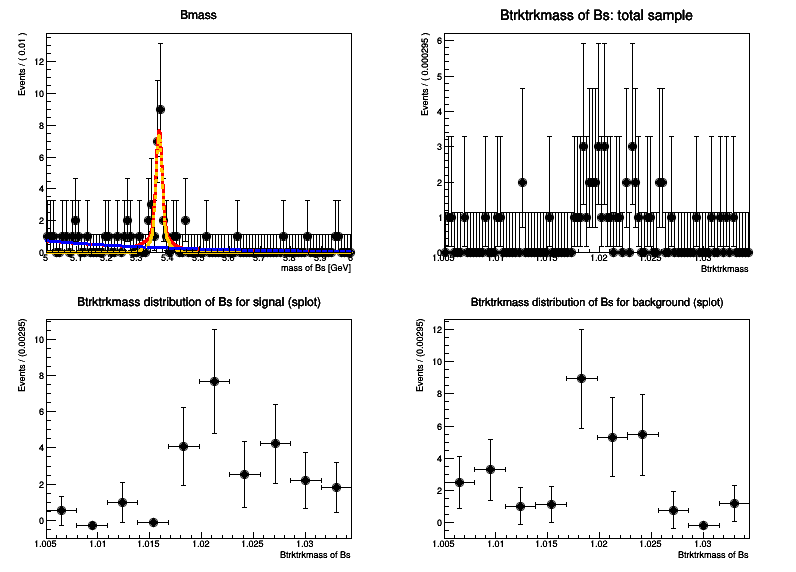 Bmass
Events / ( 0.01 )
12
10
8
6
4
2
0
5 5.1 5.2 5.3 5.4 5.5 5.6 5.7 5.8 5.9 6
mass of Bs [GeV]
Btrktrkmass of Bs: total sample
Events / ( 0.000295 )
6
5
4
3
2
1
0
1.005 1.01 1.015 1.02 1.025 1.03
Btrktrkmass
Btrktrkmass distribution of Bs for signal (splot)
Events / (0.00295)
10
8
6
4
2
0
1.005 1.01 1.015 1.02 1.025 1.03
Btrktrkmass of Bs
Btrktrkmass distribution of Bs for background (splot)
Events / (0.00295)
12
10
8
6
4
2
0
1.005 1.01 1.015 1.02 1.025 1.03
Btrktrkmass of Bs